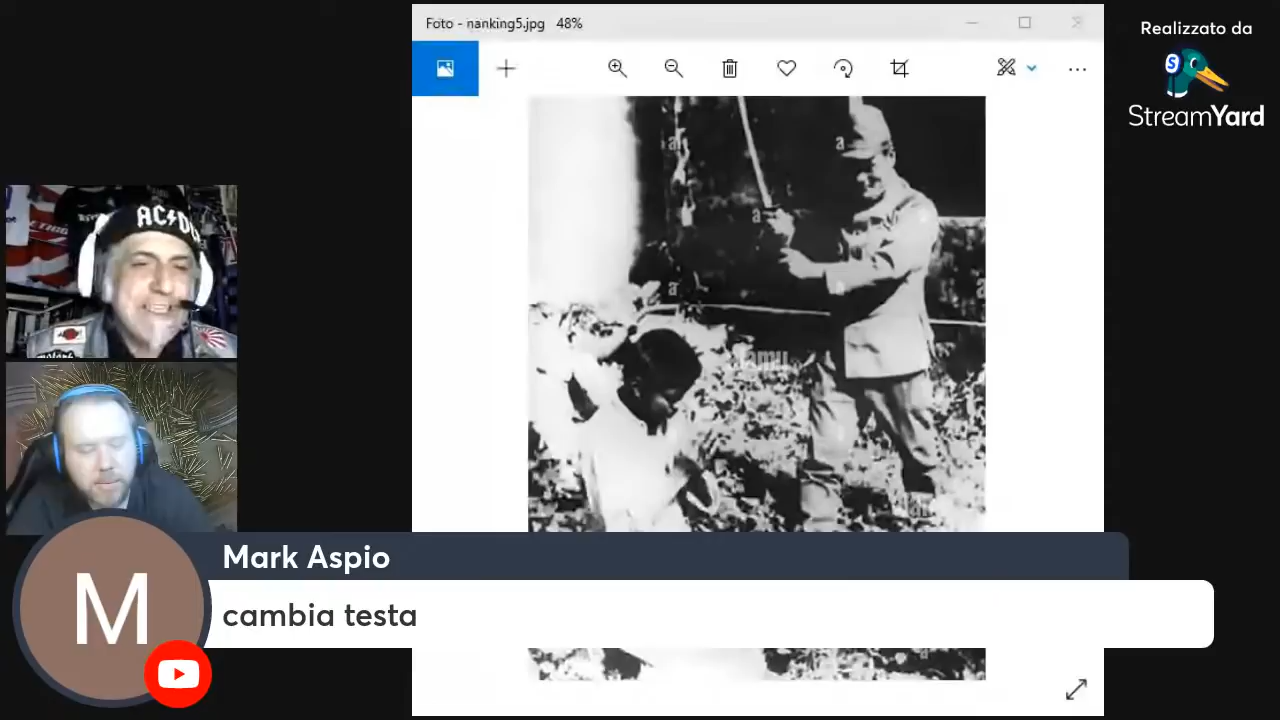 Foto - nanking5.jpg 48%
Realizzato da
StreamYard
AC/DC
Mark Aspio
M
cambia testa